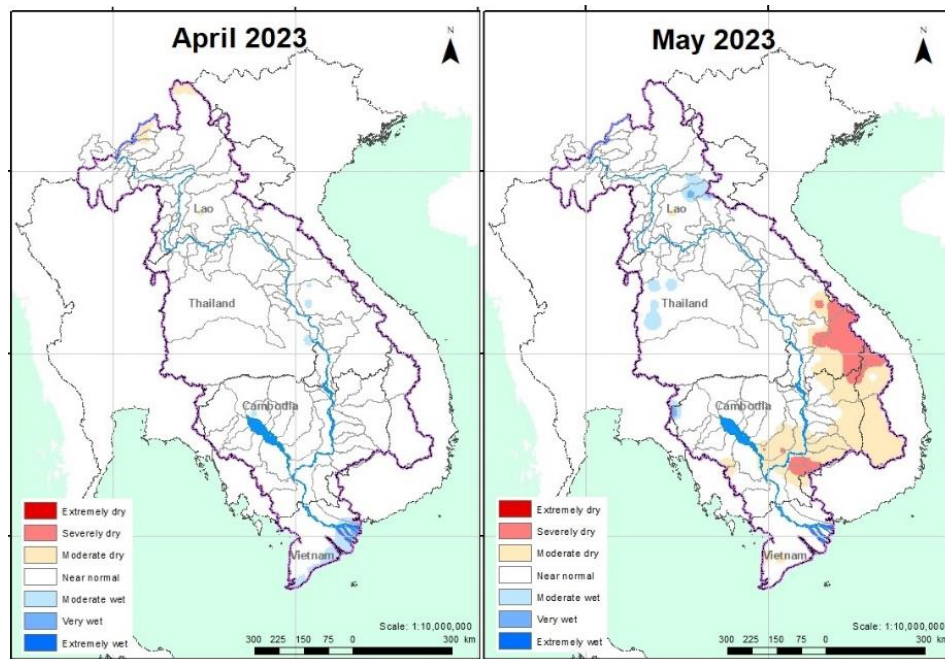 April 2023
N
Lao
Thailand
Cambodia
Vietnam
Extremely dry
Severely dry
Moderate dry
Near normal
Moderate wet
Very wet
Extremely wet
Scale: 1:10,000,000
300 225 150 75 0 300 km
May 2023
N
Lao
Thailand
Cambodia
Vietnam
Extremely dry
Severely dry
Moderate dry
Near normal
Moderate wet
Very wet
Extremely wet
Scale: 1:10,000,000
300 225 150 75 0 300 km